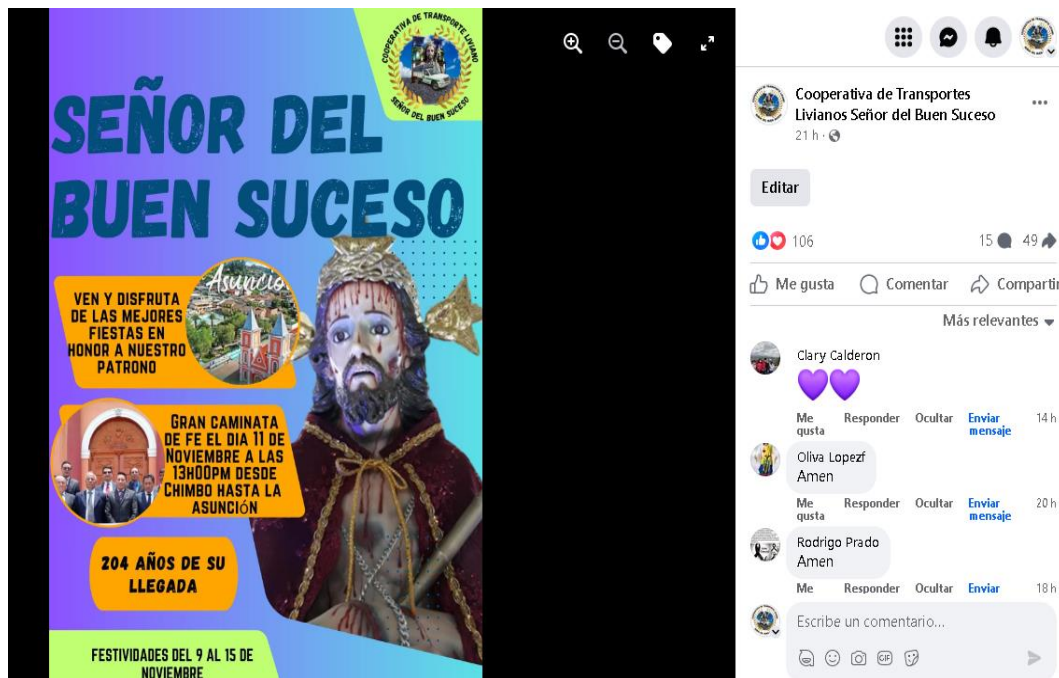 COOPERATIVA DE TRANSPORTE LIVIANO
SEÑOR DEL BUEN SUCESO
SEÑOR DEL
BUEN SUCESO
Asunció
VEN Y DISFRUTA
DE LAS MEJORES
FIESTAS EN
HONOR A NUESTRO
PATRONO
GRAN CAMINATA
DE FE EL DIA 11 DE
NOVIEMBRE A LAS
13H00PM DESDE
CHIMBO HASTA LA
ASUNCIÓN
204 AÑOS DE SU
LLEGADA
FESTIVIDADES DEL 9 AL 15 DE
NOVIEMBRE
Cooperativa de Transportes
Livianos Señor del Buen Suceso
21 h
Editar
106 15 49
Me gusta Comentar Compartir
Más relevantes
Clary Calderon
Me gusta Responder Ocultar Enviar mensaje 14 h
Oliva Lopezf
Amen
Me gusta Responder Ocultar Enviar mensaje 20 h
Rodrigo Prado
Amen
Me Responder Ocultar Enviar 18 h
Escribe un comentario...
GIF